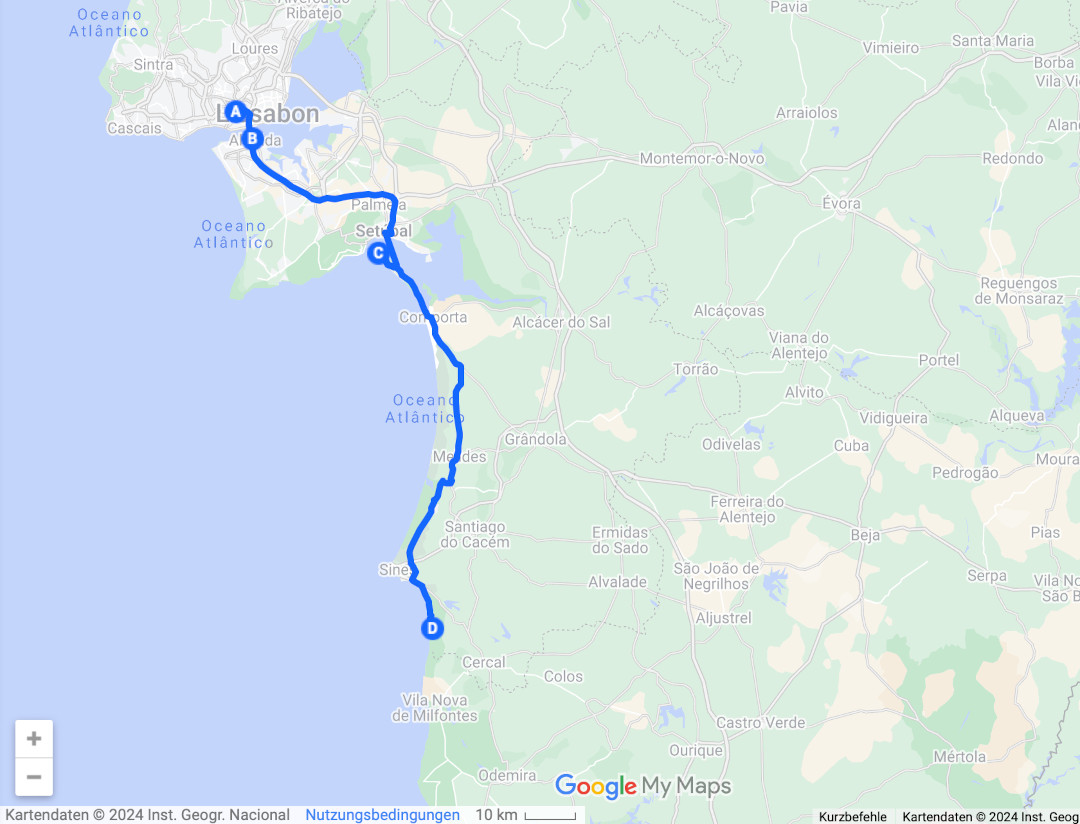 Oceano
Atlântico
Alverca do
Ribatejo
Pavia
Loures
Vimieiro
Santa Maria
Sintra
Borba
Vila Vi
A
Lissabon
Arraiolos
Cascais
Alan
B
Montemor-o-Novo
Redondo
Palmela
Évora
Oceano
Atlântico
Setúbal
C
Reguengos
de Monsaraz
Comporta
Alcácer do Sal
Alcáçovas
Viana do
Alentejo
Portel
Torrão
Alvito
Oceano
Atlântico
Vidigueira
Alqueva
Grândola
Odivelas
Cuba
Melides
Moura
Pedrogão
Ferreira do
Alentejo
Santiago
do Cacém
Ermidas
do Sado
Beja
Pias
Sines
São João de
Negrilhos
Alvalade
Serpa
Vila No
São B
Aljustrel
D
Cercal
Colos
Vila Nova
de Milfontes
Castro Verde
Ourique
Mértola
Odemira
Google My Maps
+
−
Kartendaten © 2024 Inst. Geogr. Nacional
Nutzungsbedingungen
10 km
Kurzbefehle
Kartendaten © 2024 Inst. Geog